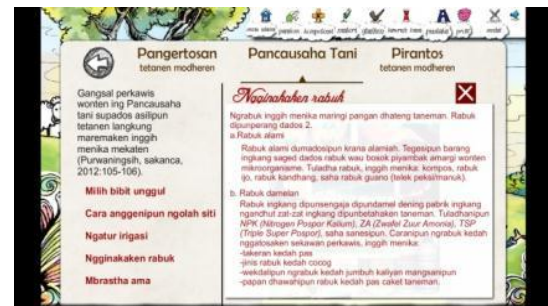 Pangertosan
tetanen modheren
Pancausaha Tani
Pirantos
tetanen modheren
Gangsal perkawis
wonten ing Pancausaha
tani supados asilipun
tetanen langkung
maremaken inggih
menika mekaten
(Purwaningsih, sakanca,
2012:105-106).
Milih bibit unggul
Cara anggenipun ngolah siti
Ngatur irigasi
Ngginakaken rabuk
Mbrastha ama
Ngginakaken rabuk
Ngrabuk inggih menika maringi pangan dhateng taneman. Rabuk
dipunperang dados 2.
a.Rabuk alami
Rabuk alami dumadosipun krana alamiah. Tegesipun barang
ingkang saged dados rabuk wau bosok piyambak amargi wonten
mikroorganisme. Tuladha rabuk, inggih menika: kompos, rabuk
ijo, rabuk kandhang, saha rabuk guano (telek peksi/manuk).
b. Rabuk damelan
Rabuk ingkang dipunsengaja dipundamel dening pabrik ingkang
ngandhut zat-zat ingkang dipunbetahaken taneman. Tuladhanipun
NPK (Nitrogen Pospor Kalium), ZA (Zwafel Zuur Amonia), TSP
(Triple Super Pospor), saha sanesipun. Caranipun ngrabuk kedah
nggatosaken sekawan perkawis, inggih menika:
-takeran kedah pas
-jinis rabuk kedah cocog
-wekdalipun ngrabuk kedah jumbuh kaliyan mangsanipun
-papan dhawahipun rabuk kedah pas caket taneman.